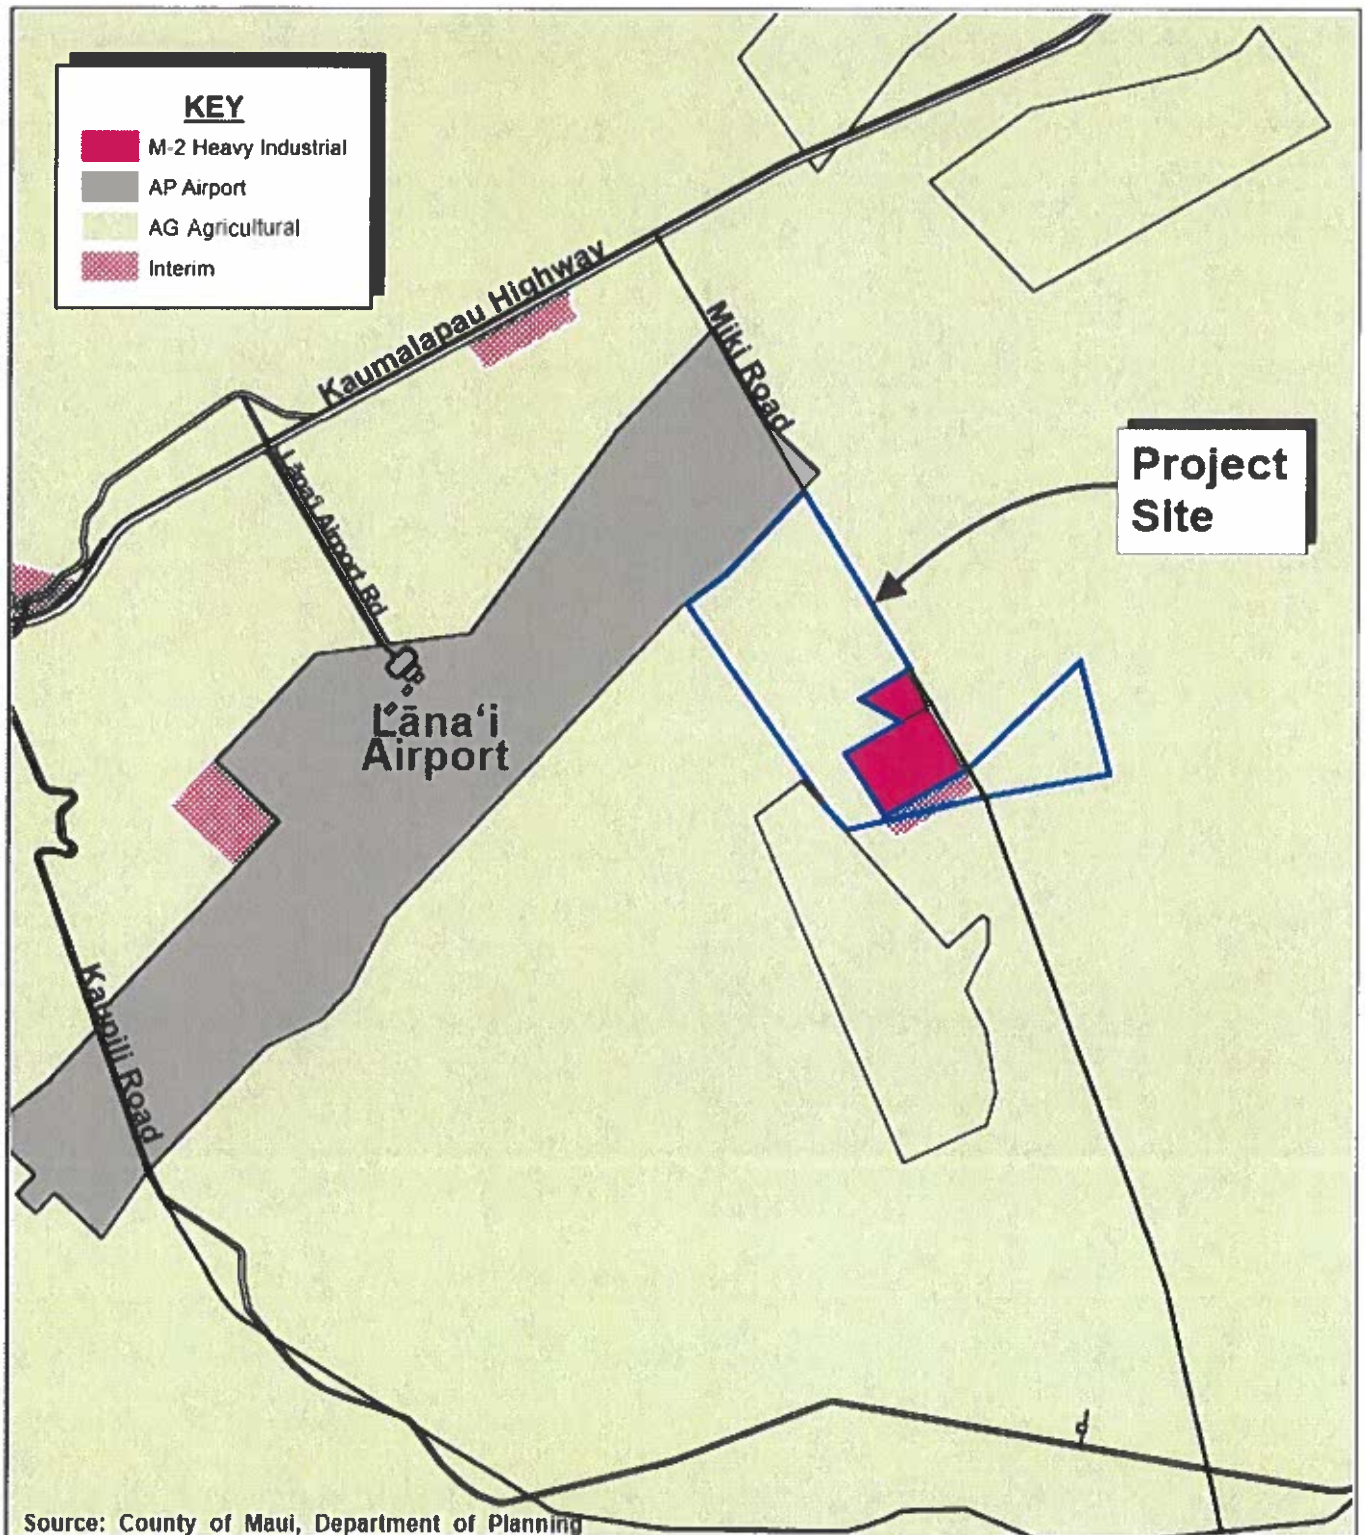 KEY
M-2 Heavy Industrial
AP Airport
AG Agricultural
Interim
Kaumalapau Highway
Miki Road
Project
Site
Lāna‘i Airport Rd
Lāna‘i
Airport
Kaupili Road
Source: County of Maui, Department of Planning